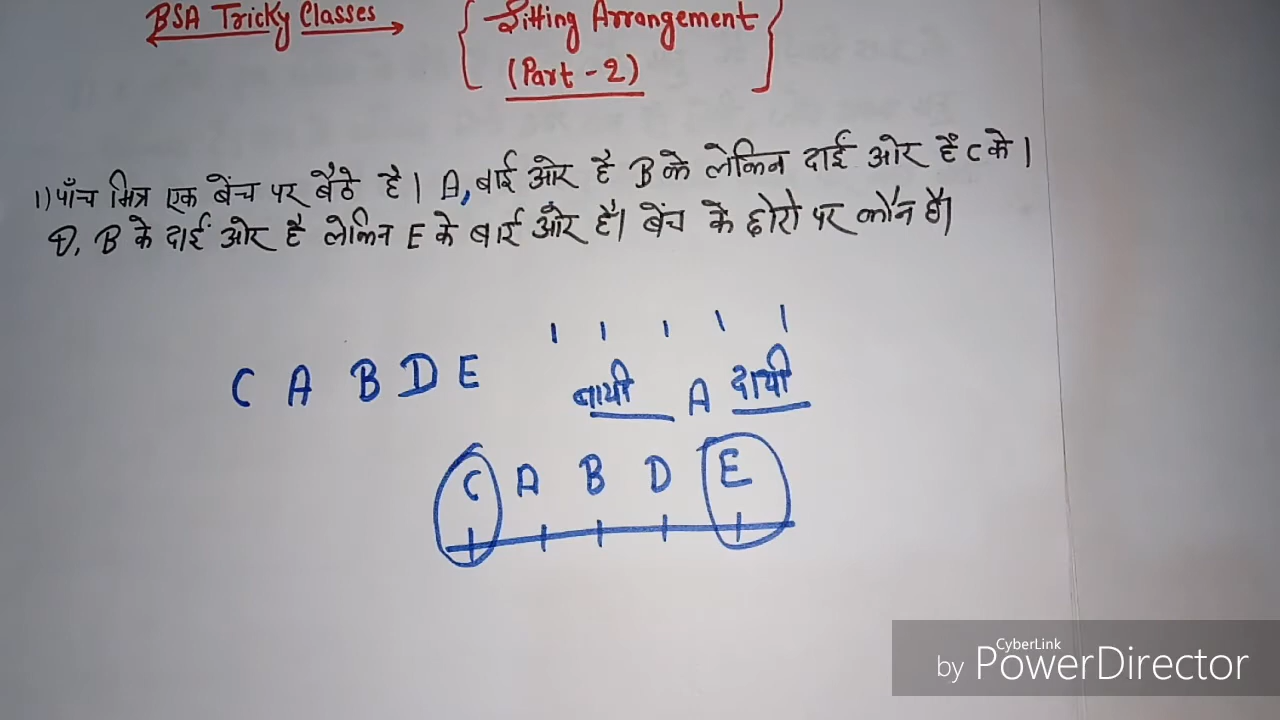 BSA Tricky Classes
Sitting Arrangement
(Part - 2)
1) पाँच मित्र एक बेंच पर बैठे है। A, बाई ओर है B के लेकिन दाईं ओर हैं C के।
D, B के दाईं ओर है लेकिन E के बाईं ओर है। बेंच के छोरो पर कौन है।
C A B D E
बायी A दायी
C A B D E
CyberLink
by PowerDirector